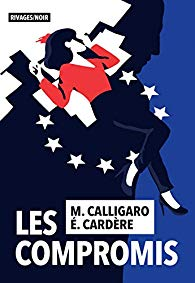 RIVAGES/NOIR
LES
M. CALLIGARO
É. CARDÈRE
COMPROMIS